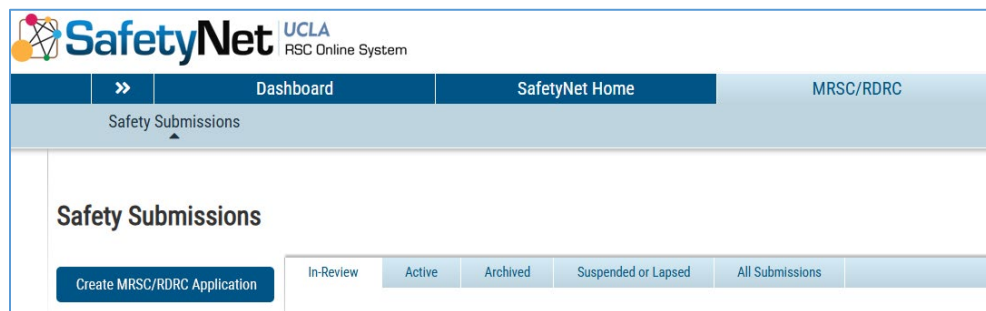 SafetyNet UCLA
RSC Online System
» Dashboard SafetyNet Home MRSC/RDRC
Safety Submissions
Safety Submissions
Create MRSC/RDRC Application In-Review Active Archived Suspended or Lapsed All Submissions